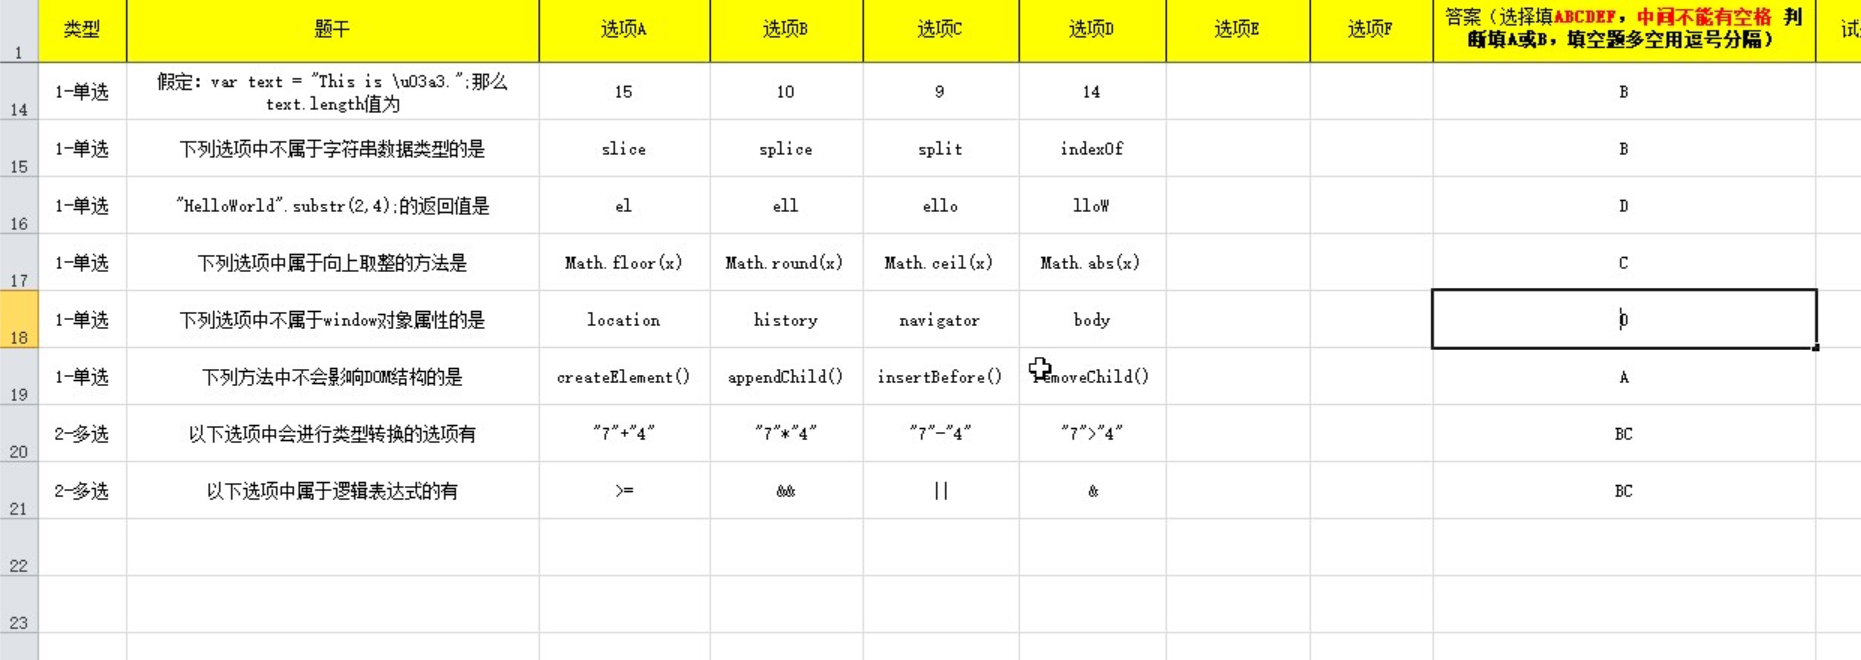 类型 题干 选项A 选项B 选项C 选项D 选项E 选项F 答案（选择填ABCDEF，中间不能有空格 判断填A或B，填空题多空用逗号分隔） 试
1
14 1-单选 假定：var text = "This is \u03a3.";那么text.length值为 15 10 9 14 B
15 1-单选 下列选项中不属于字符串数据类型的是 slice splice split indexOf B
16 1-单选 "HelloWorld".substr(2,4);的返回值是 el ell ello lloW D
17 1-单选 下列选项中属于向上取整的方法是 Math.floor(x) Math.round(x) Math.ceil(x) Math.abs(x) C
18 1-单选 下列选项中不属于window对象属性的是 location history navigator body D
19 1-单选 下列方法中不会影响DOM结构的是 createElement() appendChild() insertBefore() removeChild() A
20 2-多选 以下选项中会进行类型转换的选项有 "7"+"4" "7"*"4" "7"-"4" "7">"4" BC
21 2-多选 以下选项中属于逻辑表达式的有 >= && || & BC
22
23